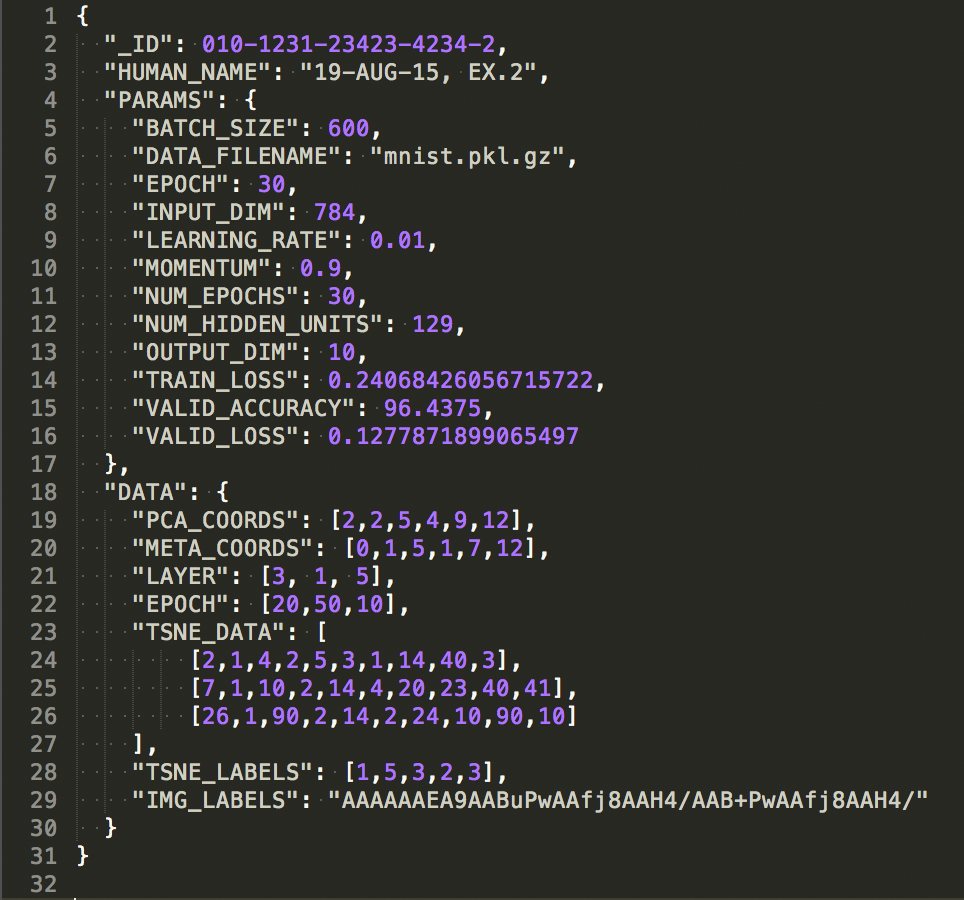 1 {
2 "_ID": 010-1231-23423-4234-2,
3 "HUMAN_NAME": "19-AUG-15, EX.2",
4 "PARAMS": {
5 "BATCH_SIZE": 600,
6 "DATA_FILENAME": "mnist.pkl.gz",
7 "EPOCH": 30,
8 "INPUT_DIM": 784,
9 "LEARNING_RATE": 0.01,
10 "MOMENTUM": 0.9,
11 "NUM_EPOCHS": 30,
12 "NUM_HIDDEN_UNITS": 129,
13 "OUTPUT_DIM": 10,
14 "TRAIN_LOSS": 0.24068426056715722,
15 "VALID_ACCURACY": 96.4375,
16 "VALID_LOSS": 0.1277871899065497
17 },
18 "DATA": {
19 "PCA_COORDS": [2,2,5,4,9,12],
20 "META_COORDS": [0,1,5,1,7,12],
21 "LAYER": [3, 1, 5],
22 "EPOCH": [20,50,10],
23 "TSNE_DATA": [
24 [2,1,4,2,5,3,1,14,40,3],
25 [7,1,10,2,14,4,20,23,40,41],
26 [26,1,90,2,14,2,24,10,90,10]
27 ],
28 "TSNE_LABELS": [1,5,3,2,3],
29 "IMG_LABELS": "AAAAAAEA9AABuPwAAfj8AAH4/AAB+PwAAfj8AAH4/"
30 }
31 }
32